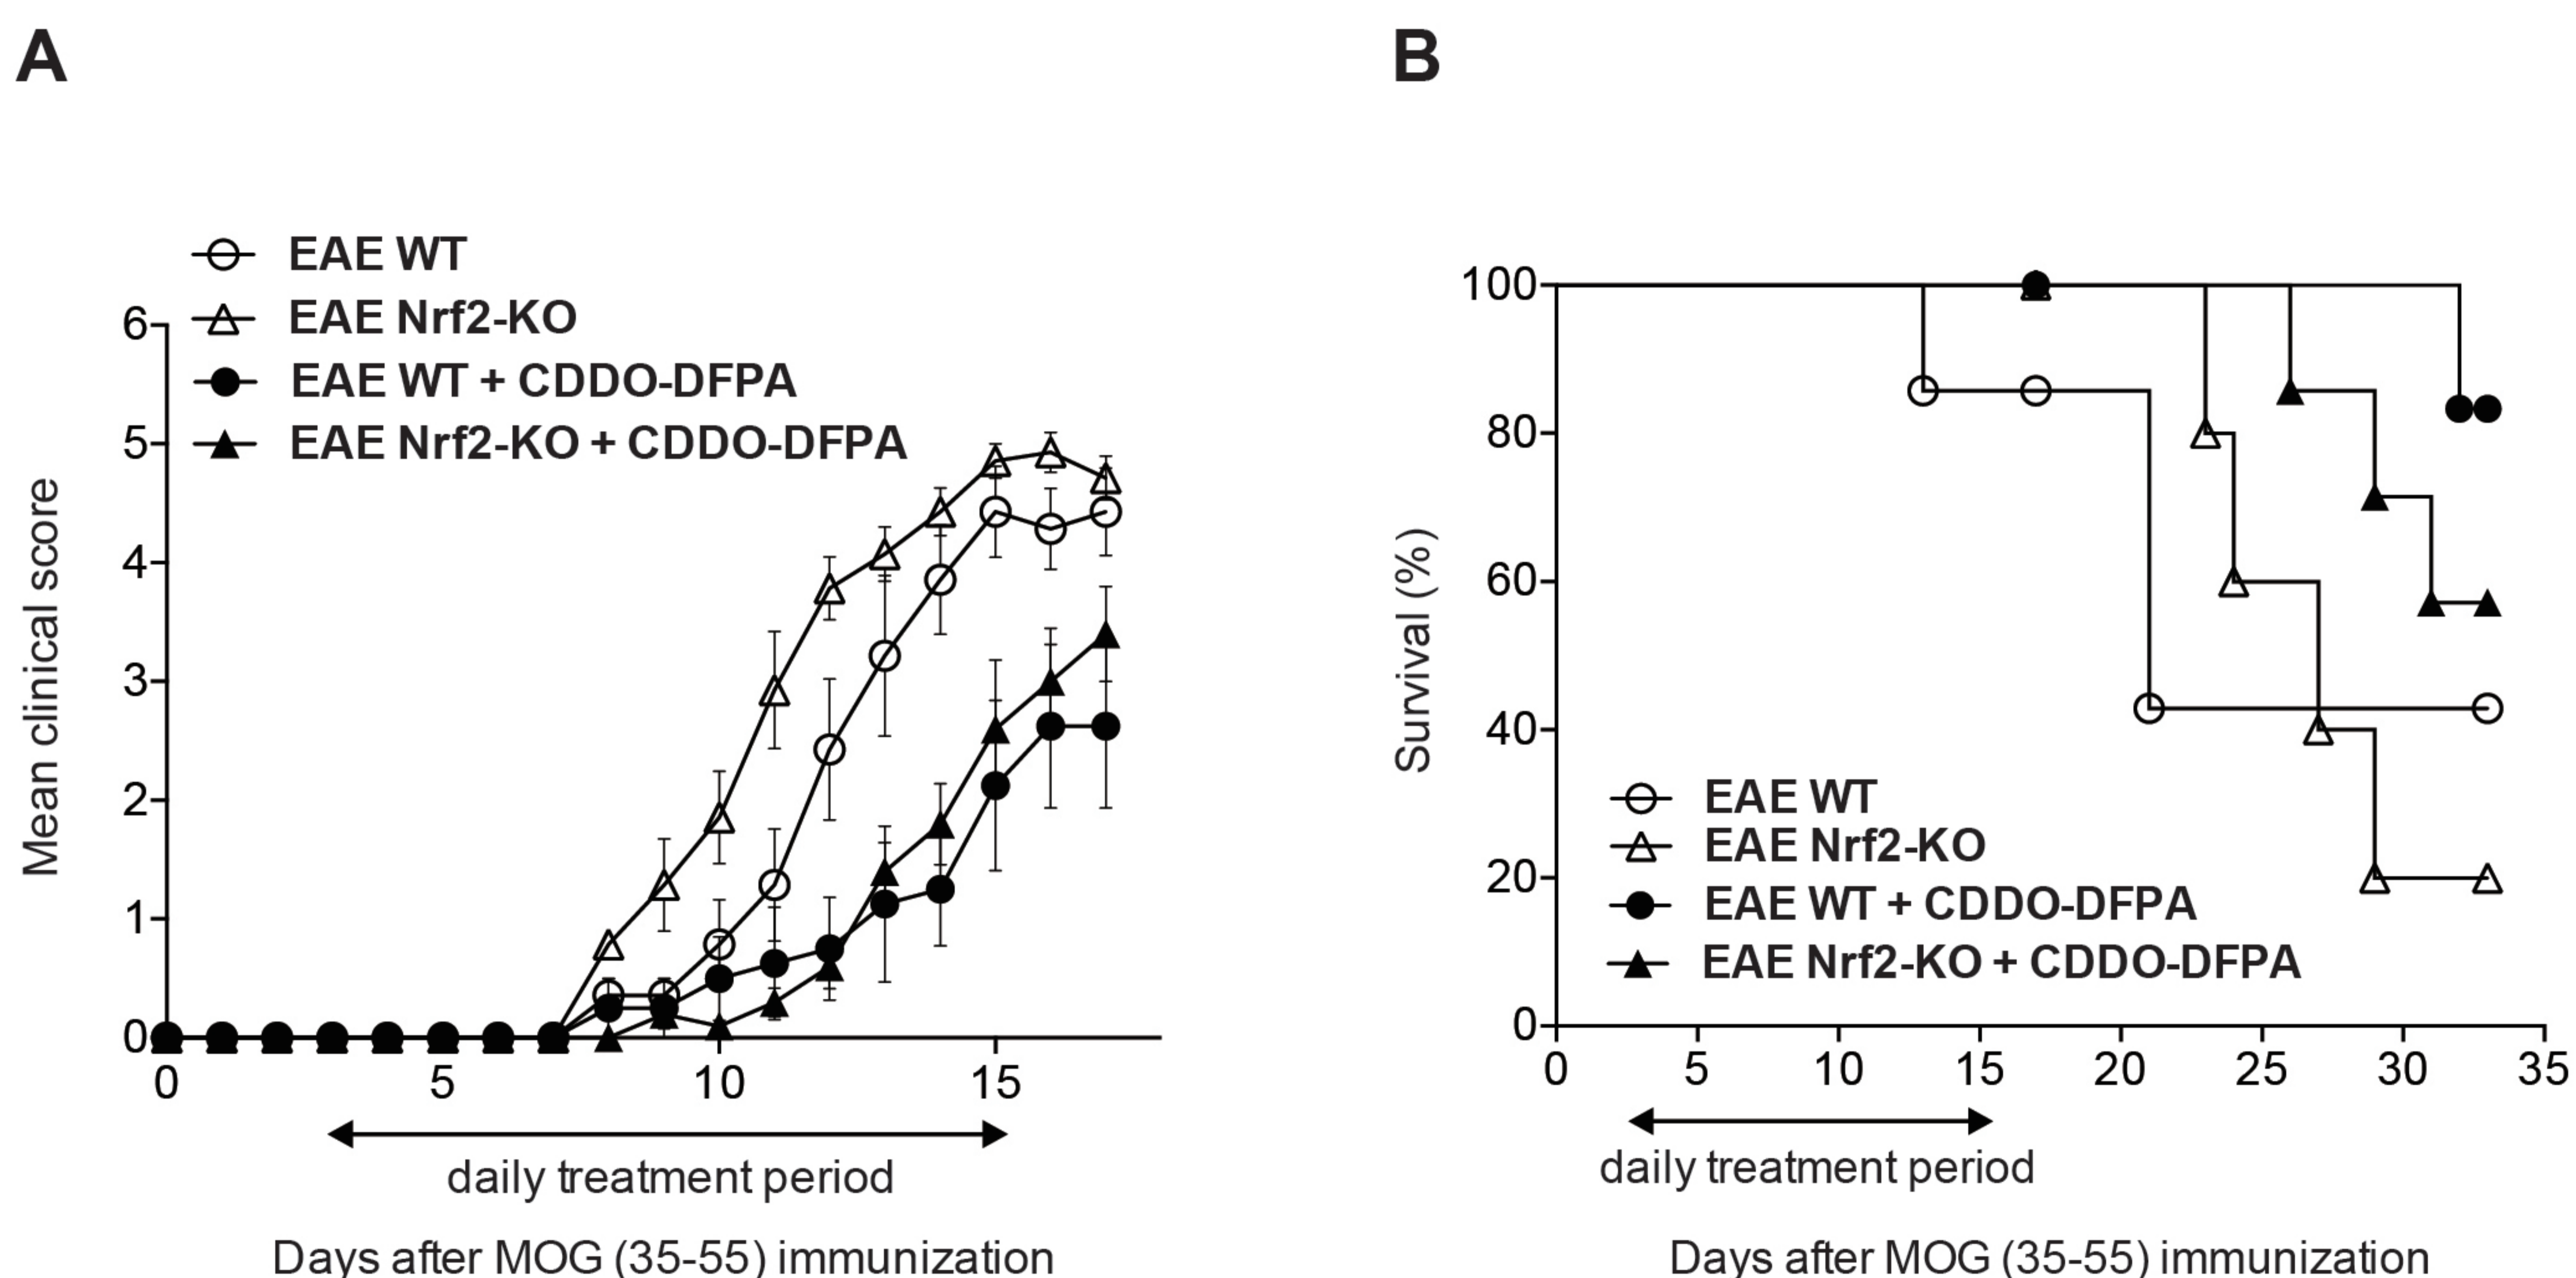 A
EAE WT
EAE Nrf2-KO
EAE WT + CDDO-DFPA
EAE Nrf2-KO + CDDO-DFPA
Mean clinical score
6
5
4
3
2
1
0
0 5 10 15
daily treatment period
Days after MOG (35-55) immunization
B
Survival (%)
100
80
60
40
20
0
EAE WT
EAE Nrf2-KO
EAE WT + CDDO-DFPA
EAE Nrf2-KO + CDDO-DFPA
0 5 10 15 20 25 30 35
daily treatment period
Days after MOG (35-55) immunization